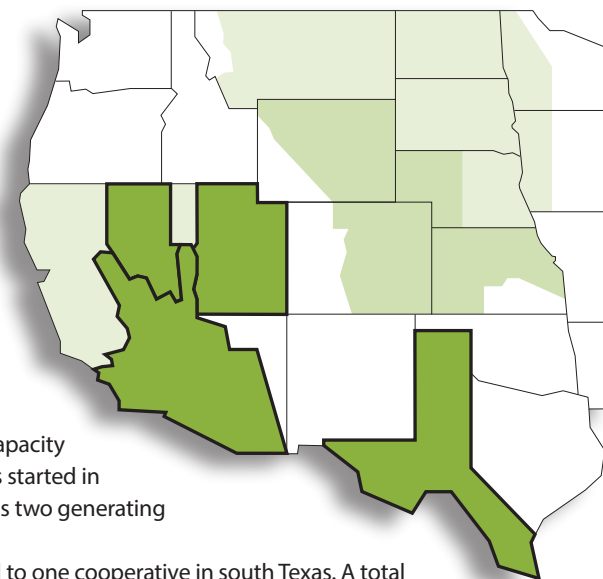 apacity
s started in
s two generating
l to one cooperative in south Texas. A total